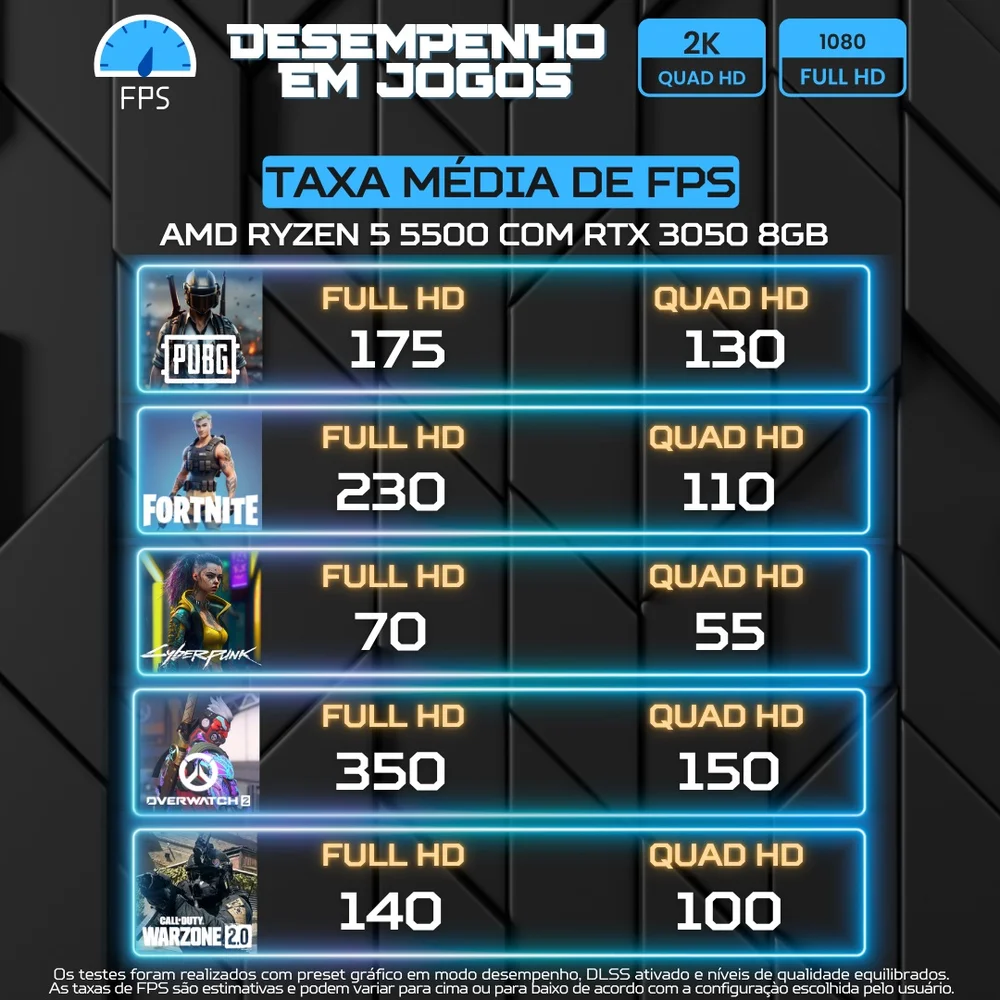 FPS
DESEMPENHO
EM JOGOS
2K
QUAD HD
1080
FULL HD
TAXA MÉDIA DE FPS
AMD RYZEN 5 5500 COM RTX 3050 8GB
PUBG
FULL HD
175
QUAD HD
130
FORTNITE
FULL HD
230
QUAD HD
110
Cyberpunk
FULL HD
70
QUAD HD
55
OVERWATCH 2
FULL HD
350
QUAD HD
150
CALL OF DUTY.
WARZONE 2.0
FULL HD
140
QUAD HD
100
Os testes foram realizados com preset gráfico em modo desempenho, DLSS ativado e níveis de qualidade equilibrados.
As taxas de FPS são estimativas e podem variar para cima ou para baixo de acordo com a configuração escolhida pelo usuário.